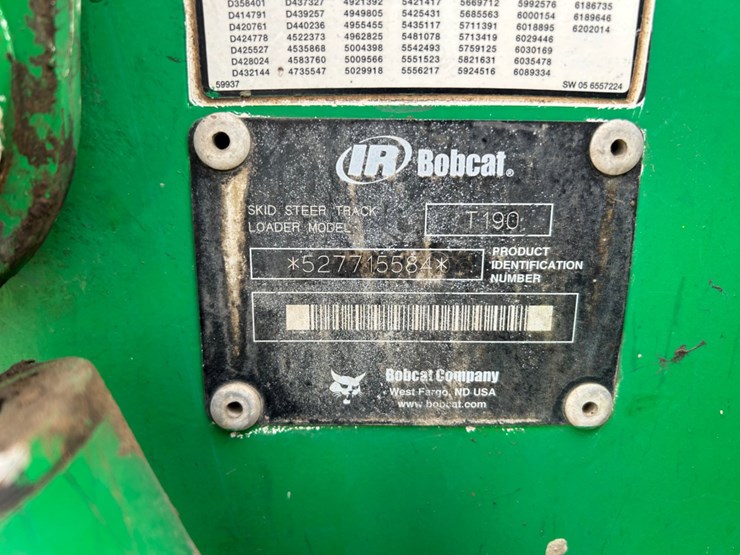 D358401 D437327 4921392 5421417 5669712 5992576 6186735
D414791 D439257 4949805 5425431 5685563 6000154 6189646
D420761 D440236 4955455 5435117 5711391 6018895 6202014
D424778 4522373 4962825 5481078 5713419 6029446
D425527 4535868 5004398 5542493 5759125 6030169
D428024 4583760 5009566 5551523 5821631 6035478
D432144 4735547 5029918 5556217 5924516 6089334
59937 SW 05 6557224
IR Bobcat®
SKID STEER TRACK
LOADER MODEL T190
*527715584* PRODUCT
IDENTIFICATION
NUMBER
Bobcat Company
West Fargo, ND USA
www.bobcat.com